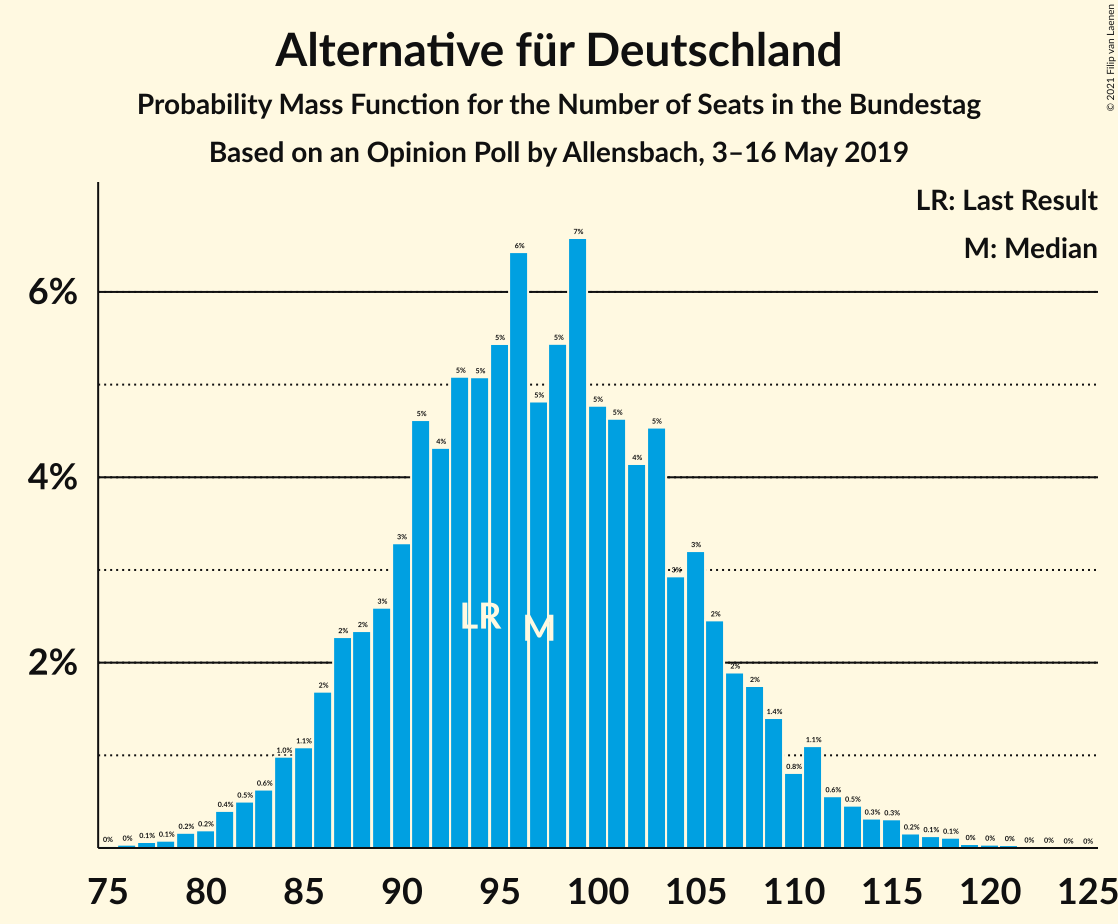 Alternative für Deutschland
Probability Mass Function for the Number of Seats in the Bundestag
Based on an Opinion Poll by Allensbach, 3–16 May 2019
© 2021 Filip van Laenen
LR: Last Result
M: Median
6%
4%
2%
0% 0% 0.1% 0.1% 0.2% 0.2% 0.4% 0.5% 0.6% 1.0% 1.1% 2% 2% 2% 3% 3% 5% 4% 5% 5% 5% 6% 5% 5% 7% 5% 5% 4% 5% 3% 3% 2% 2% 2% 1.4% 0.8% 1.1% 0.6% 0.5% 0.3% 0.3% 0.2% 0.1% 0.1% 0% 0% 0% 0% 0% 0% 0%
LR M
75 80 85 90 95 100 105 110 115 120 125